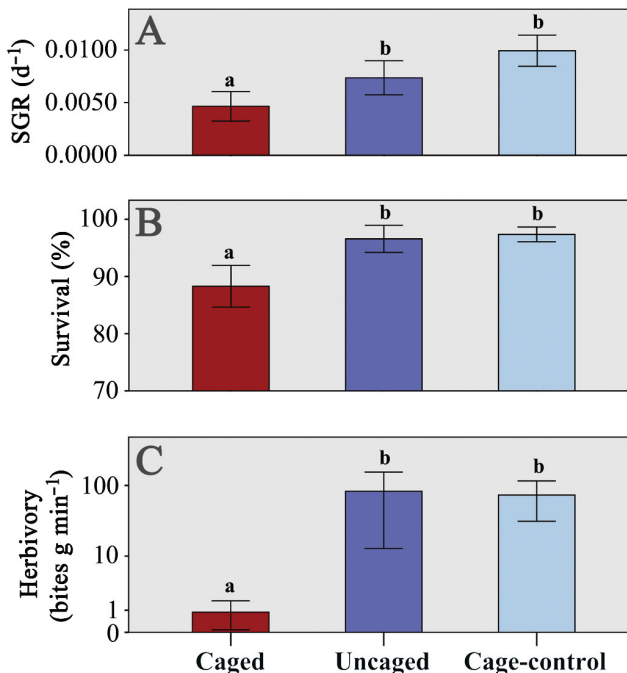 A
SGR (d⁻¹)
0.0100
0.0050
0.0000
a
b
b
B
Survival (%)
100
90
80
70
a
b
b
C
Herbivory
(bites g min⁻¹)
100
10
1
0
a
b
b
Caged Uncaged Cage-control